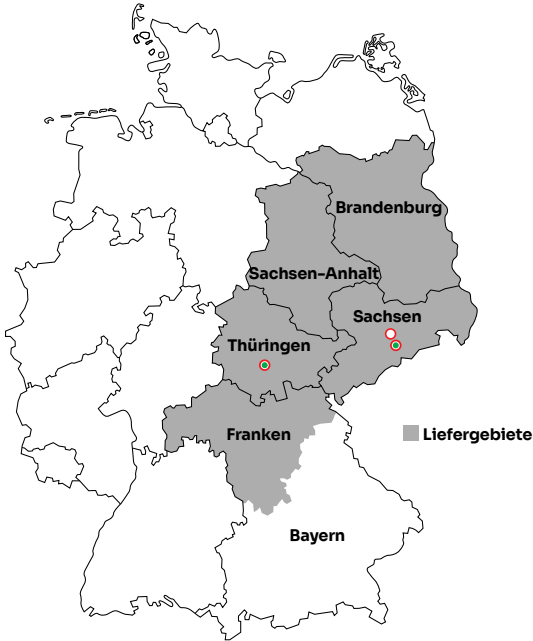 Brandenburg
Sachsen-Anhalt
Sachsen
Thüringen
Franken
Liefergebiete
Bayern